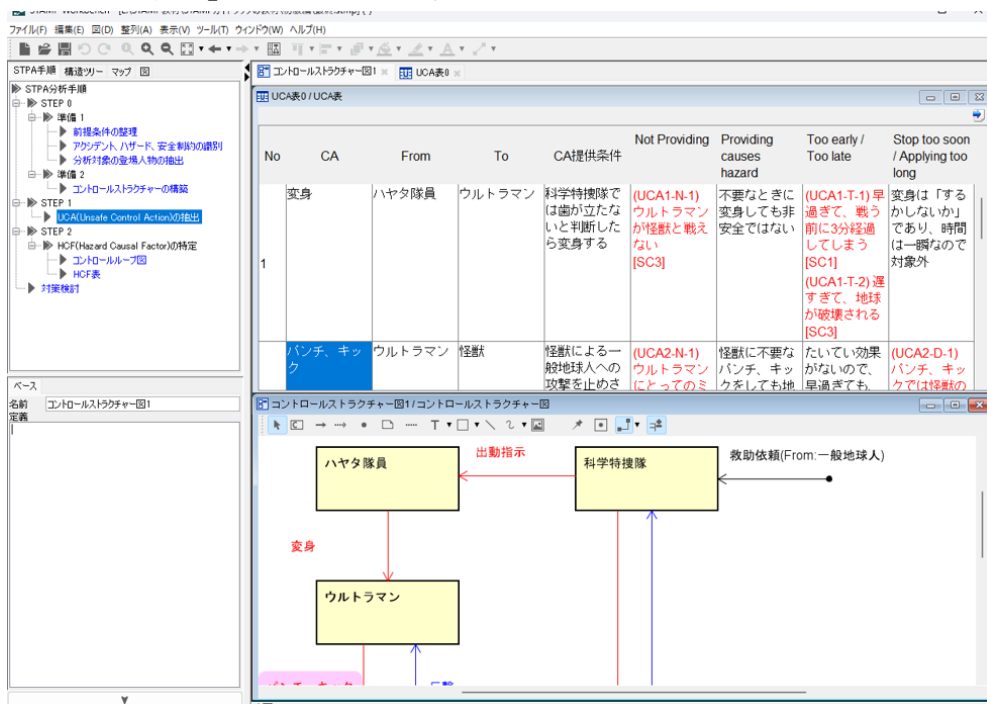 ファイル(F) 編集(E) 図(D) 整列(A) 表示(V) ツール(T) ウィンドウ(W) ヘルプ(H)
STPA手順 構造ツリー マップ 図
STPA分析手順
STEP 0
準備 1
前提条件の整理
アクシデント、ハザード、安全制約の識別
分析対象の登場人物の抽出
準備 2
コントロールストラクチャーの構築
STEP 1
UCA(Unsafe Control Action)の抽出
STEP 2
HCF(Hazard Causal Factor)の特定
コントロールループ図
HCF表
対策検討
ベース
名前 コントロールストラクチャー図1
定義
コントロールストラクチャー図1 UCA表0
UCA表0 / UCA表
No CA From To CA提供条件 Not Providing Providing causes hazard Too early / Too late Stop too soon / Applying too long
1
変身
ハヤタ隊員
ウルトラマン
科学特捜隊で
は歯が立たな
いと判断した
ら変身する
(UCA1-N-1)
ウルトラマン
が怪獣と戦え
ない
[SC3]
不要なときに
変身しても非
安全ではない
(UCA1-T-1) 早
過ぎて、戦う
前に3分経過
してしまう
[SC1]
(UCA1-T-2) 遅
すぎて、地球
が破壊される
[SC3]
変身は「する
かしないか」
であり、時間
は一瞬なので
対象外
パンチ、キッ
ク
ウルトラマン
怪獣
怪獣による一
般地球人への
攻撃を止めさ
(UCA2-N-1)
ウルトラマン
にとってのミ
怪獣に不要な
パンチ、キッ
クをしても地
たいてい効果
がないので、
早過ぎても、
(UCA2-D-1)
パンチ、キッ
クでは怪獣の
コントロールストラクチャー図1 / コントロールストラクチャー図
ハヤタ隊員
出動指示
科学特捜隊
救助依頼(From:一般地球人)
変身
ウルトラマン